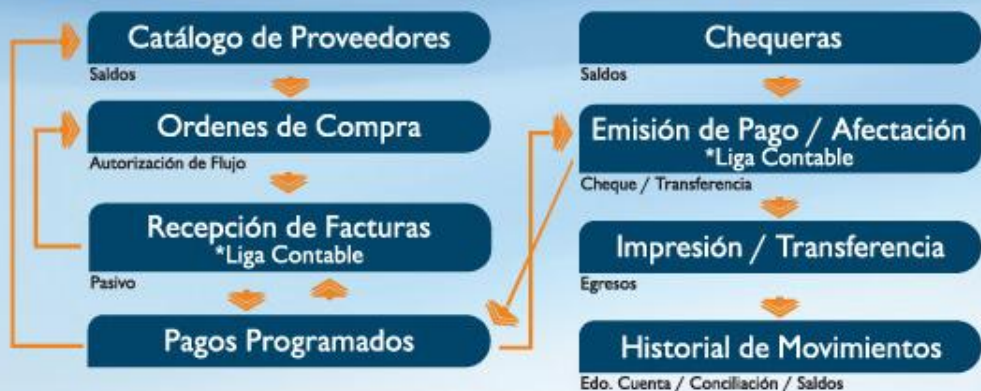 Catálogo de Proveedores
Saldos
Ordenes de Compra
Autorización de Flujo
Recepción de Facturas
*Liga Contable
Pasivo
Pagos Programados
Chequeras
Saldos
Emisión de Pago / Afectación
*Liga Contable
Cheque / Transferencia
Impresión / Transferencia
Egresos
Historial de Movimientos
Edo. Cuenta / Conciliación / Saldos